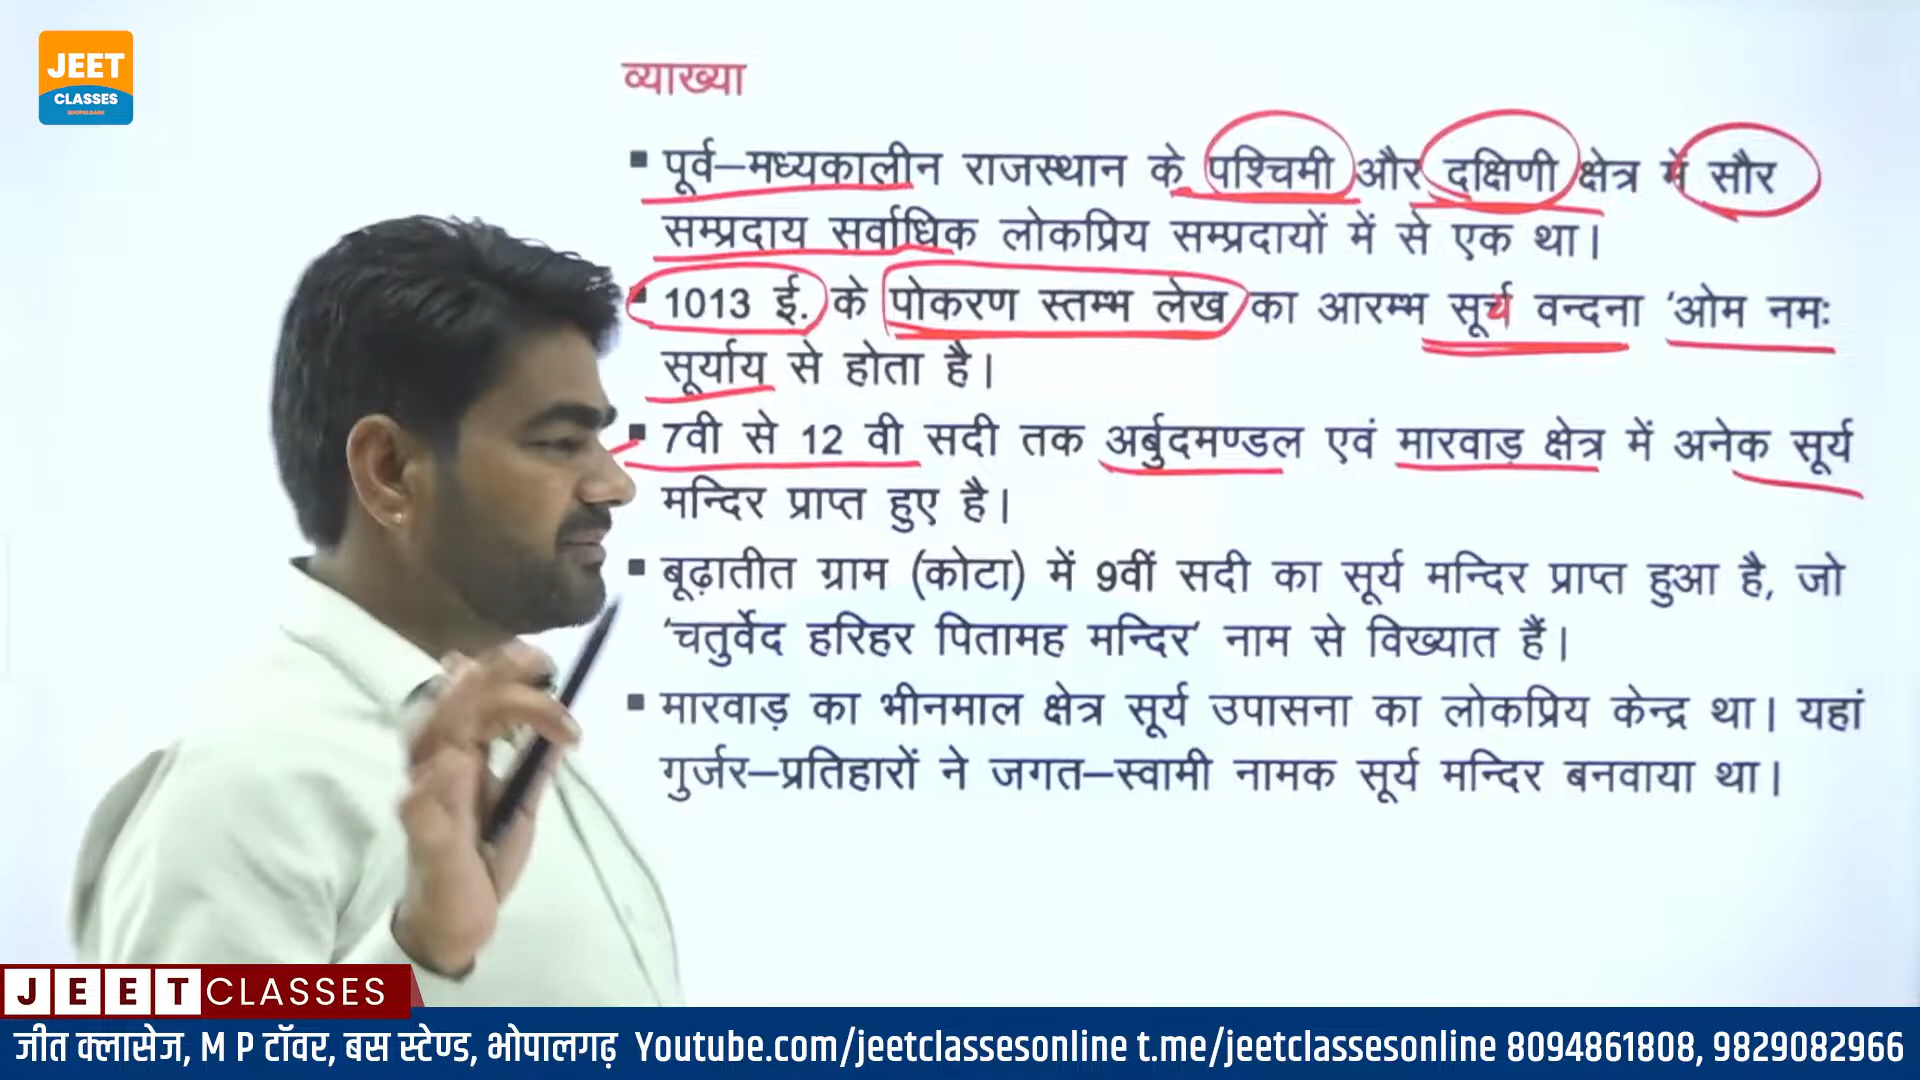 JEET
CLASSES
व्याख्या
▪ पूर्व–मध्यकालीन राजस्थान के पश्चिमी और दक्षिणी क्षेत्र में सौर
सम्प्रदाय सर्वाधिक लोकप्रिय सम्प्रदायों में से एक था।
▪ 1013 ई. के पोकरण स्तम्भ लेख का आरम्भ सूर्य वन्दना 'ओम नमः
सूर्याय से होता है।
▪ 7वी से 12 वी सदी तक अर्बुदमण्डल एवं मारवाड़ क्षेत्र में अनेक सूर्य
मन्दिर प्राप्त हुए है।
▪ बूढ़ातीत ग्राम (कोटा) में 9वीं सदी का सूर्य मन्दिर प्राप्त हुआ है, जो
'चतुर्वेद हरिहर पितामह मन्दिर' नाम से विख्यात हैं।
▪ मारवाड़ का भीनमाल क्षेत्र सूर्य उपासना का लोकप्रिय केन्द्र था। यहां
गुर्जर–प्रतिहारों ने जगत–स्वामी नामक सूर्य मन्दिर बनवाया था।
JEET CLASSES
जीत क्लासेज, M P टॉवर, बस स्टेण्ड, भोपालगढ़ Youtube.com/jeetclassesonline t.me/jeetclassesonline 8094861808, 9829082966